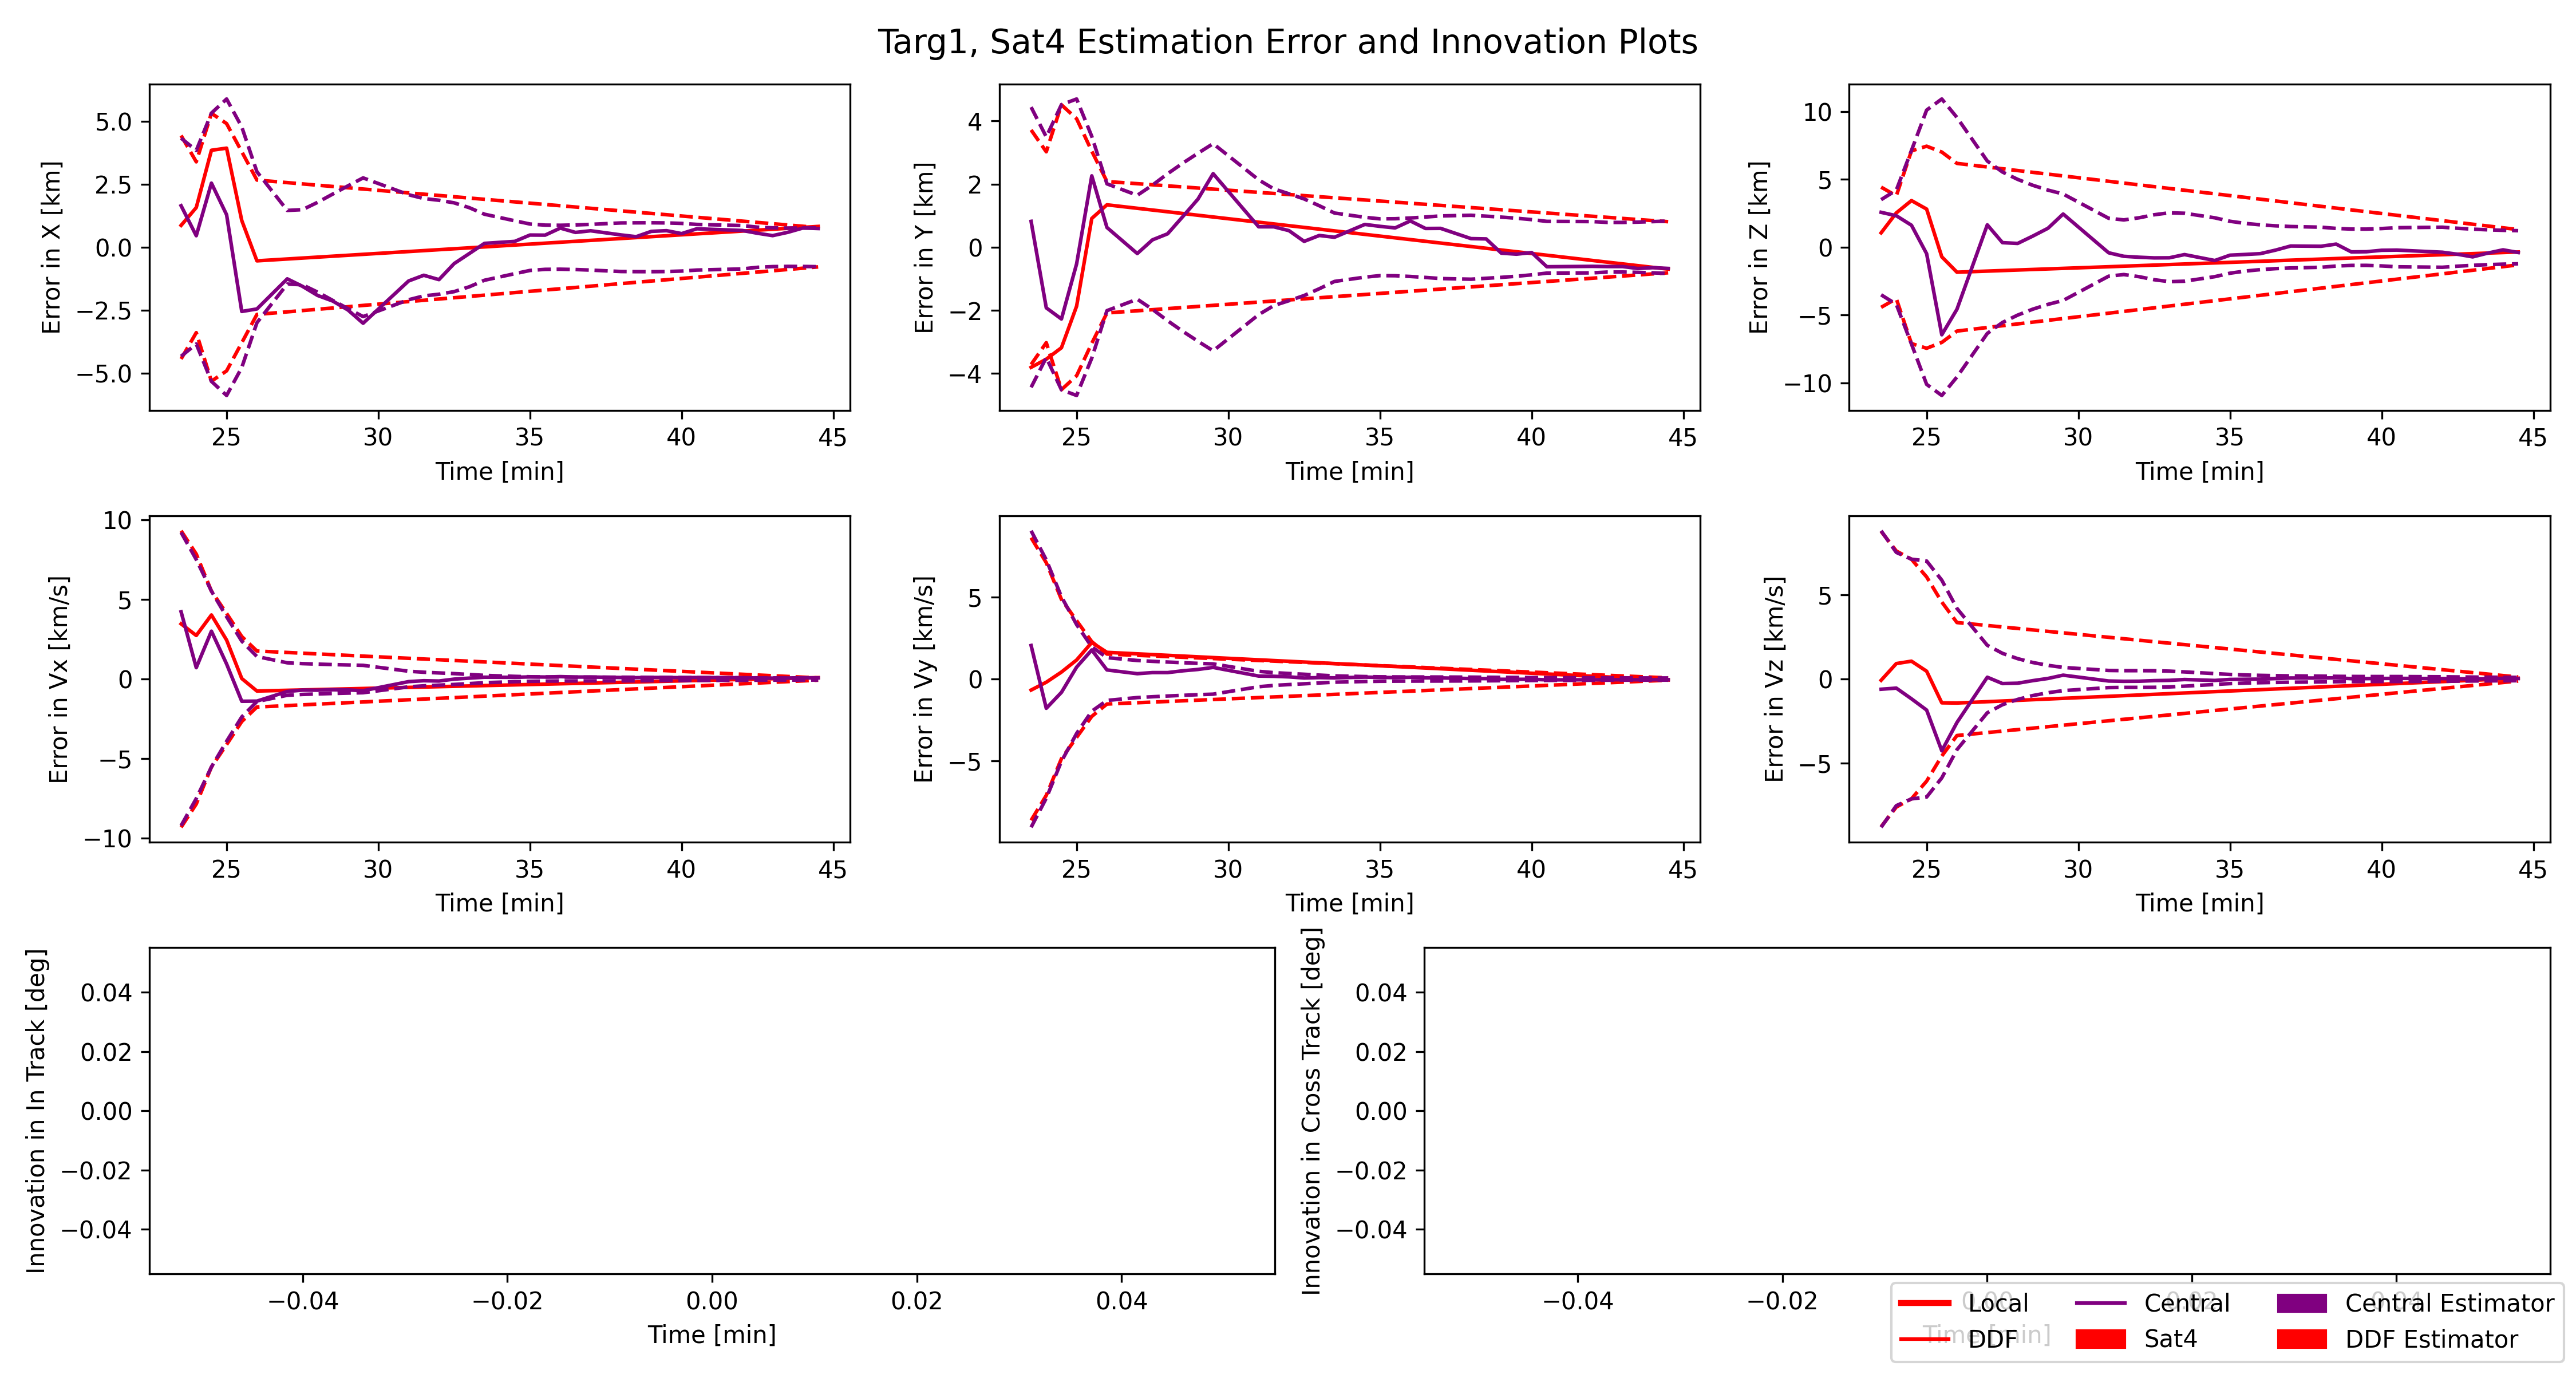 Targ1, Sat4 Estimation Error and Innovation Plots
Error in X [km]
5.0
2.5
0.0
−2.5
−5.0
25 30 35 40 45
Time [min]
Error in Y [km]
4
2
0
−2
−4
25 30 35 40 45
Time [min]
Error in Z [km]
10
5
0
−5
−10
25 30 35 40 45
Time [min]
Error in Vx [km/s]
10
5
0
−5
−10
25 30 35 40 45
Time [min]
Error in Vy [km/s]
5
0
−5
25 30 35 40 45
Time [min]
Error in Vz [km/s]
5
0
−5
25 30 35 40 45
Time [min]
Innovation in In Track [deg]
0.04
0.02
0.00
−0.02
−0.04
−0.04 −0.02 0.00 0.02 0.04
Time [min]
Innovation in Cross Track [deg]
0.04
0.02
0.00
−0.02
−0.04
−0.04 −0.02 0.00 0.02 0.04
Time [min]
Local Central Central Estimator
DDF Sat4 DDF Estimator